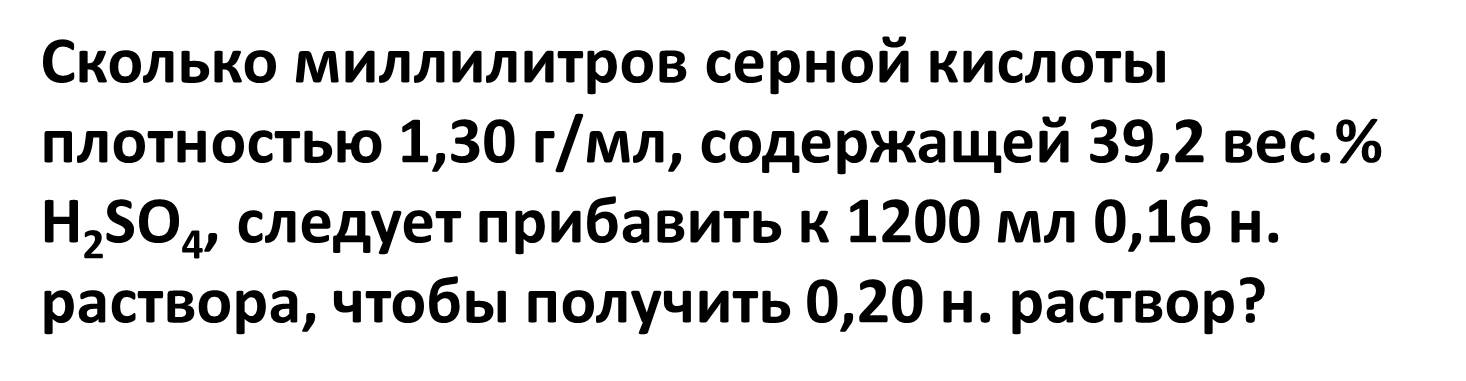 Сколько миллилитров серной кислоты
плотностью 1,30 г/мл, содержащей 39,2 вес.%
H₂SO₄, следует прибавить к 1200 мл 0,16 н.
раствора, чтобы получить 0,20 н. раствор?